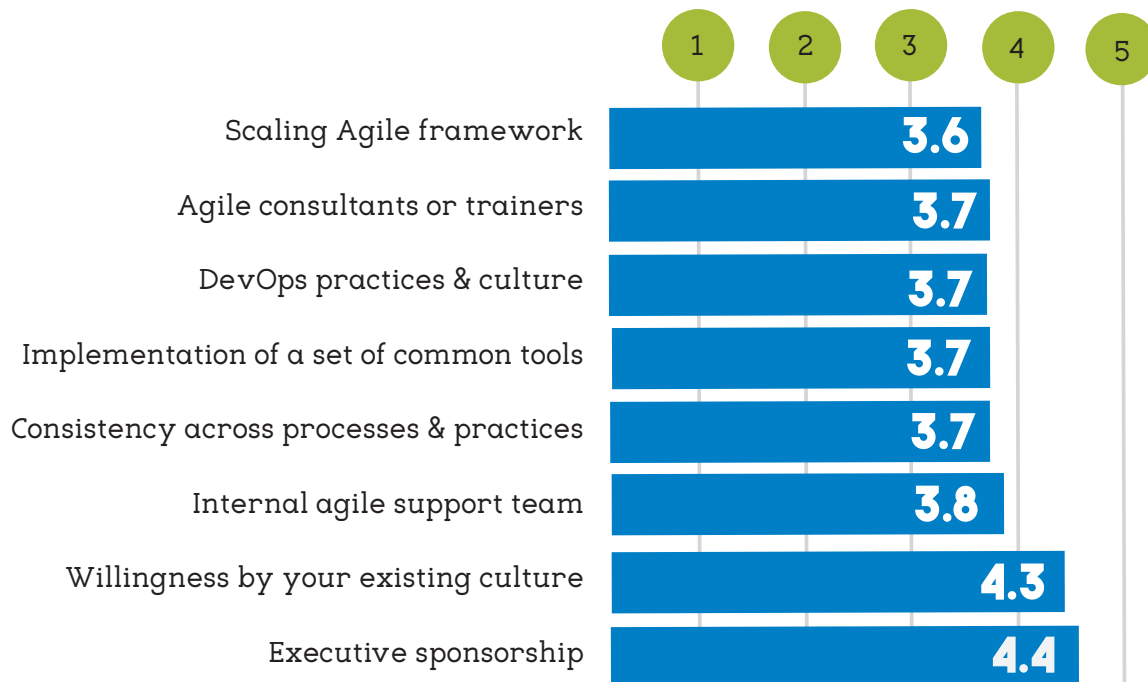 1 2 3 4 5
Scaling Agile framework 3.6
Agile consultants or trainers 3.7
DevOps practices & culture 3.7
Implementation of a set of common tools 3.7
Consistency across processes & practices 3.7
Internal agile support team 3.8
Willingness by your existing culture 4.3
Executive sponsorship 4.4